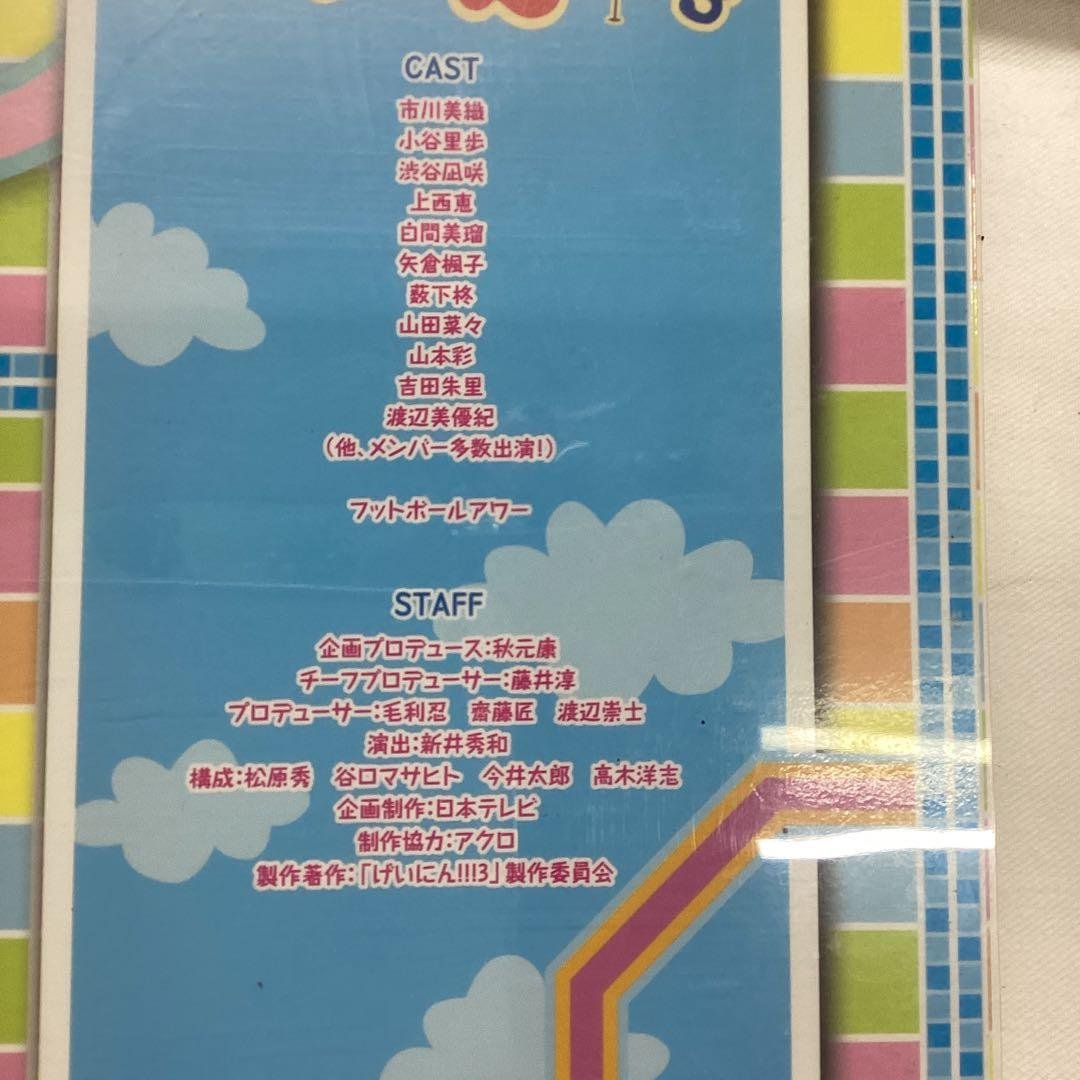 3
CAST
市川美織
小谷里歩
渋谷凪咲
上西恵
白間美瑠
矢倉楓子
薮下柊
山田菜々
山本彩
吉田朱里
渡辺美優紀
(他、メンバー多数出演!)
フットボールアワー
STAFF
企画プロデュース:秋元康
チーフプロデューサー:藤井淳
プロデューサー:毛利忍 齋藤匠 渡辺崇士
演出:新井秀和
構成:松原秀 谷口マサヒト 今井太郎 高木洋志
企画制作:日本テレビ
制作協力:アクロ
製作著作:「げいにん!!!3」製作委員会